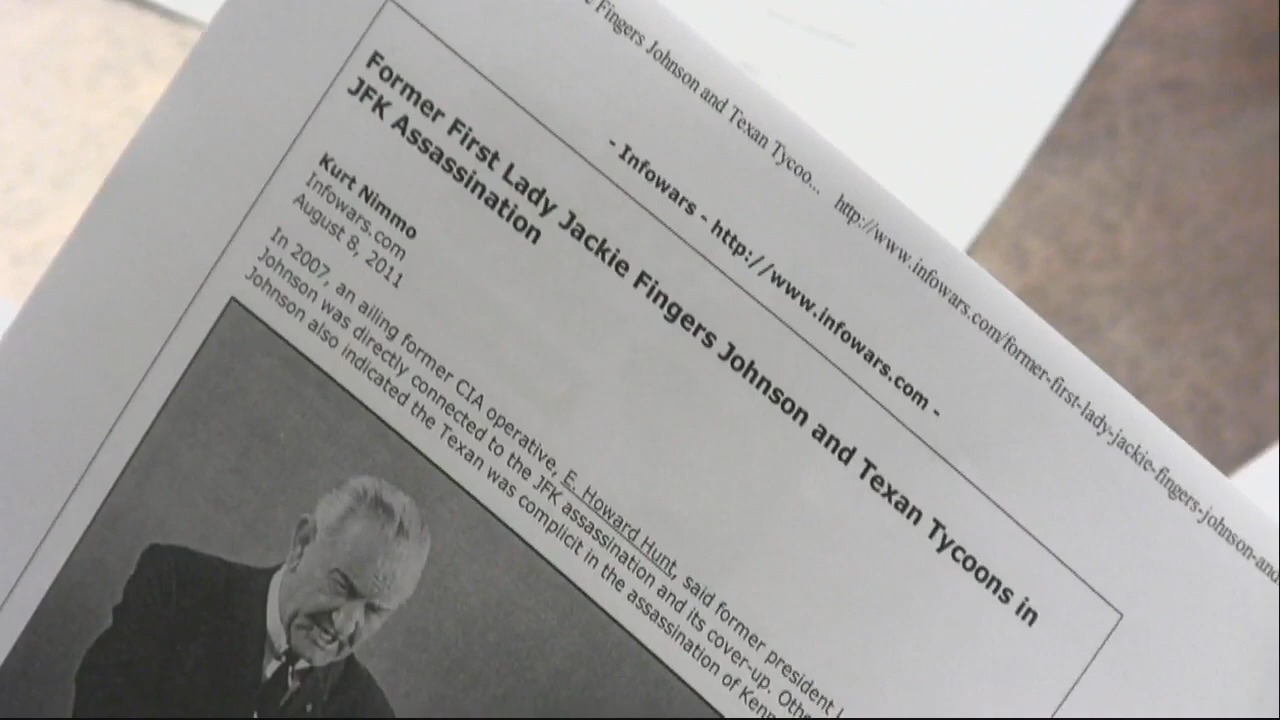 e Fingers Johnson and Texan Tycoo... http://www.infowars.com/former-first-lady-jackie-fingers-johnson-and
- Infowars - http://www.infowars.com -
Former First Lady Jackie Fingers Johnson and Texan Tycoons in
JFK Assassination
Kurt Nimmo
Infowars.com
August 8, 2011
In 2007, an ailing former CIA operative, E. Howard Hunt, said former president
Johnson was directly connected to the JFK assassination and its cover-up. Othe
Johnson also indicated the Texan was complicit in the assassination of Kenn